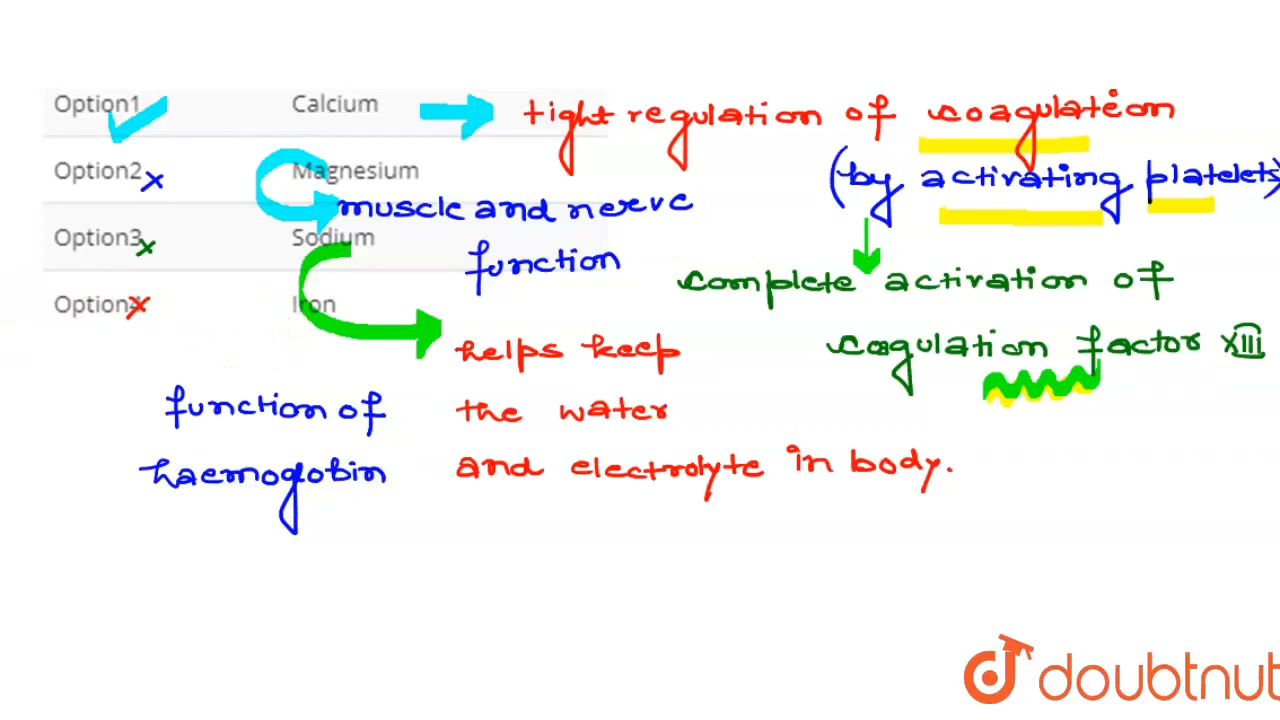 Option1 Calcium → tight regulation of coagulation
(by activating platelets)
Option2 x Magnesium
muscle and nerve
function
Option3 x Sodium
complete activation of
coagulation factor XIII
Option4 x Iron
helps keep
the water
and electrolyte in body.
function of
haemoglobin
doubtnut